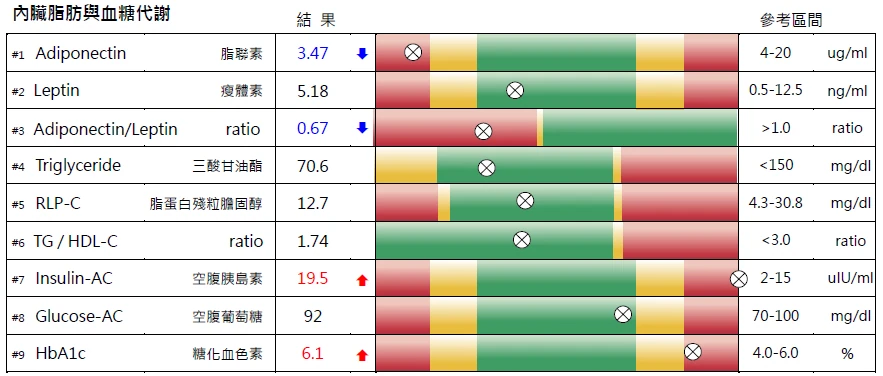 內臟脂肪與血糖代謝 結 果 參考區間
#1 Adiponectin 脂聯素 3.47 4-20 ug/ml
#2 Leptin 瘦體素 5.18 0.5-12.5 ng/ml
#3 Adiponectin/Leptin ratio 0.67 >1.0 ratio
#4 Triglyceride 三酸甘油酯 70.6 <150 mg/dl
#5 RLP-C 脂蛋白殘粒膽固醇 12.7 4.3-30.8 mg/dl
#6 TG / HDL-C ratio 1.74 <3.0 ratio
#7 Insulin-AC 空腹胰島素 19.5 2-15 uIU/ml
#8 Glucose-AC 空腹葡萄糖 92 70-100 mg/dl
#9 HbA1c 糖化血色素 6.1 4.0-6.0 %